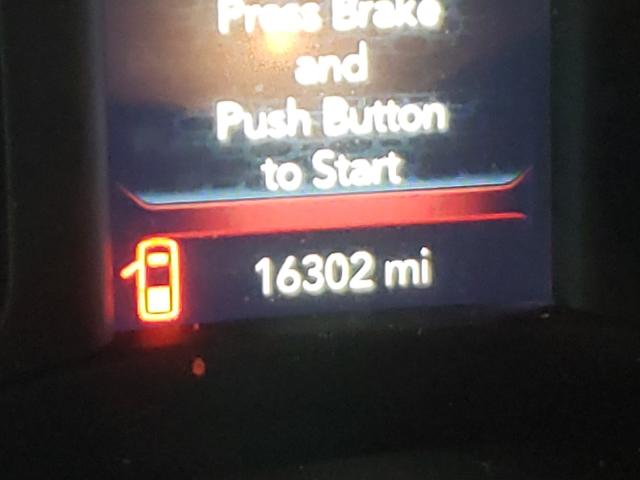 Press Brake
and
Push Button
to Start
16302 mi